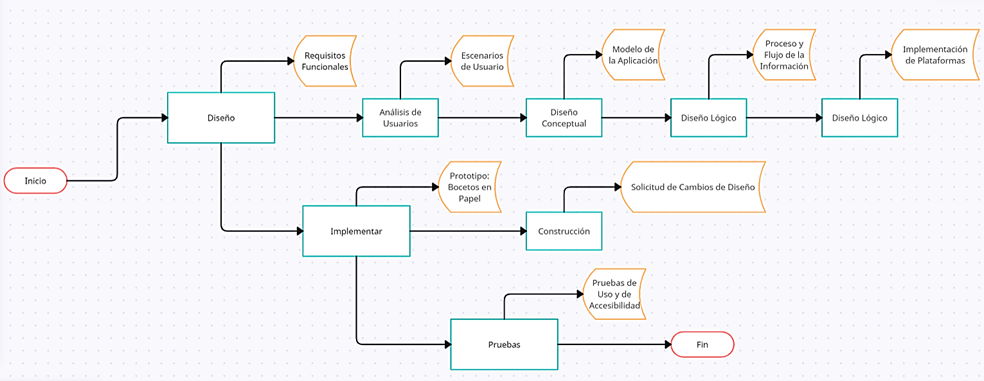 Requisitos
Funcionales
Escenarios
de Usuario
Modelo de
la Aplicación
Proceso y
Flujo de la
Información
Implementación
de Plataformas
Diseño
Análisis de
Usuarios
Diseño
Conceptual
Diseño Lógico
Diseño Lógico
Inicio
Prototipo:
Bocetos en
Papel
Solicitud de Cambios de Diseño
Implementar
Construcción
Pruebas de
Uso y de
Accesibilidad
Pruebas
Fin